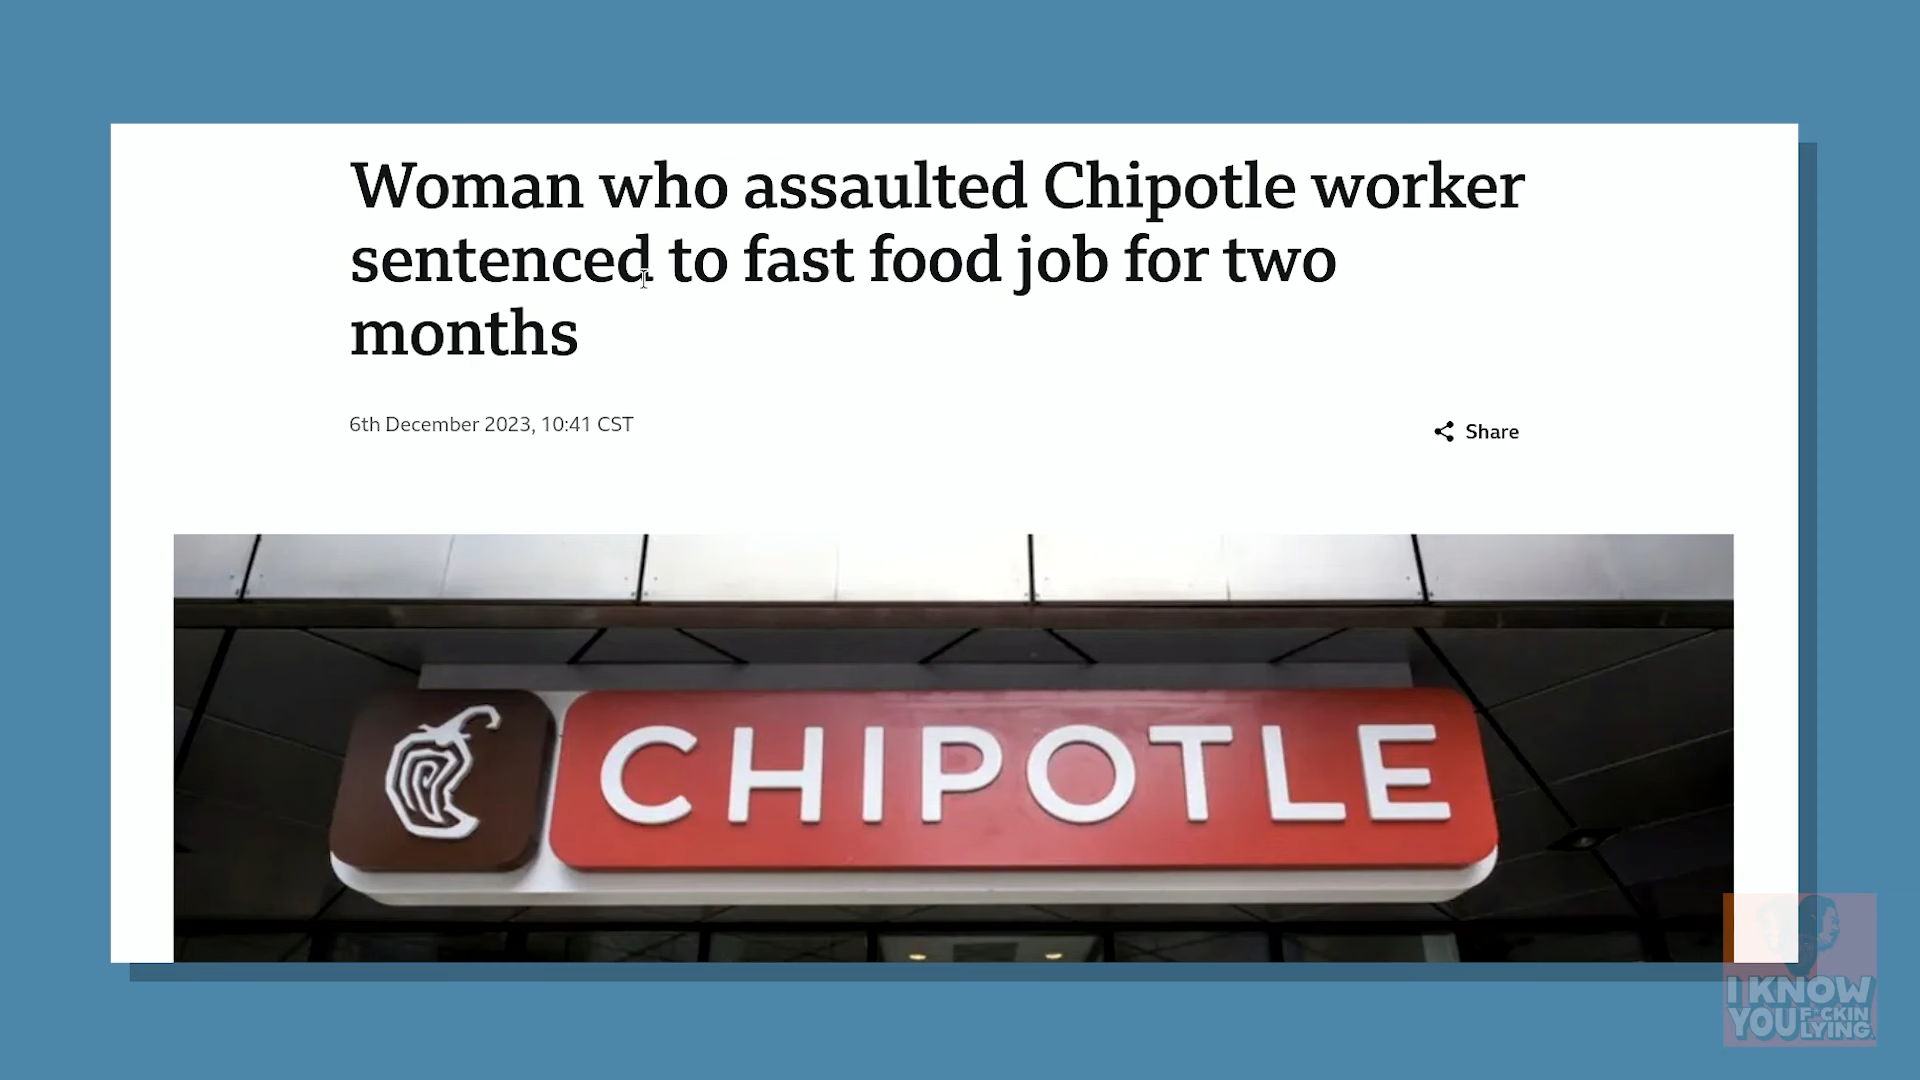 Woman who assaulted Chipotle worker
sentenced to fast food job for two
months
6th December 2023, 10:41 CST
Share
CHIPOTLE
I KNOW
YOU F*CKIN
LYING.